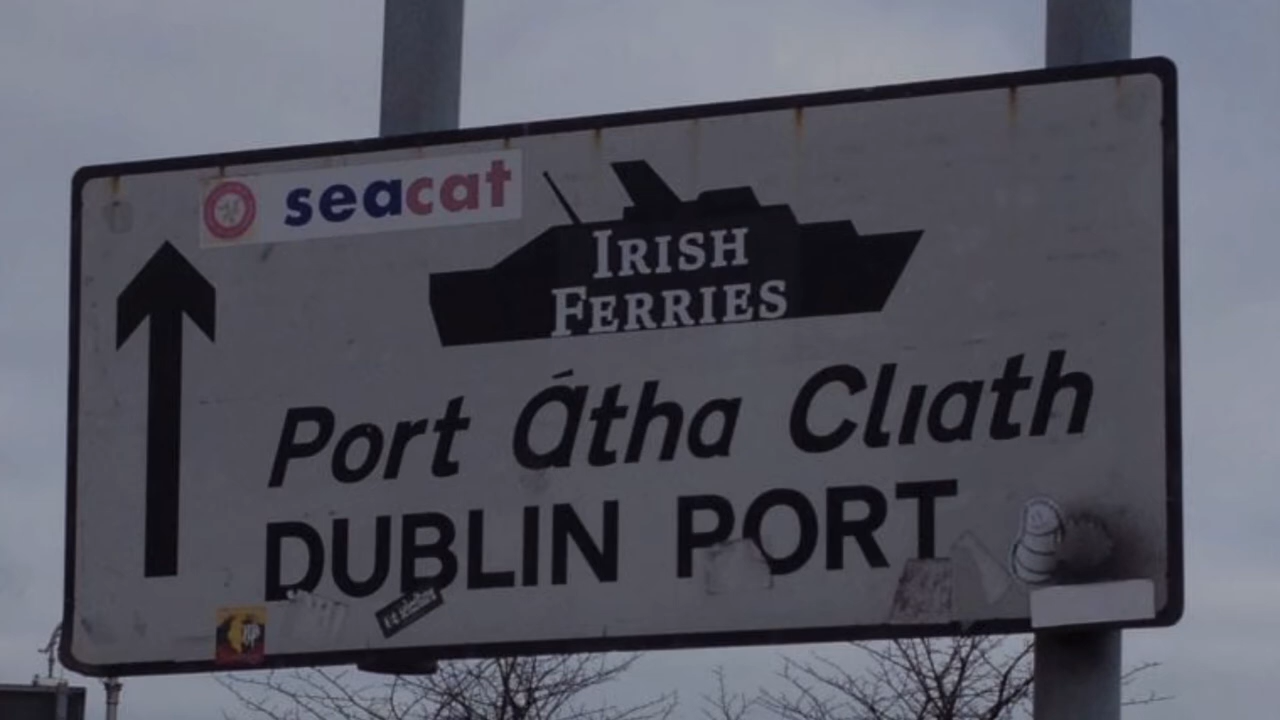 seacat
IRISH
FERRIES
Port Átha Cliath
DUBLIN PORT